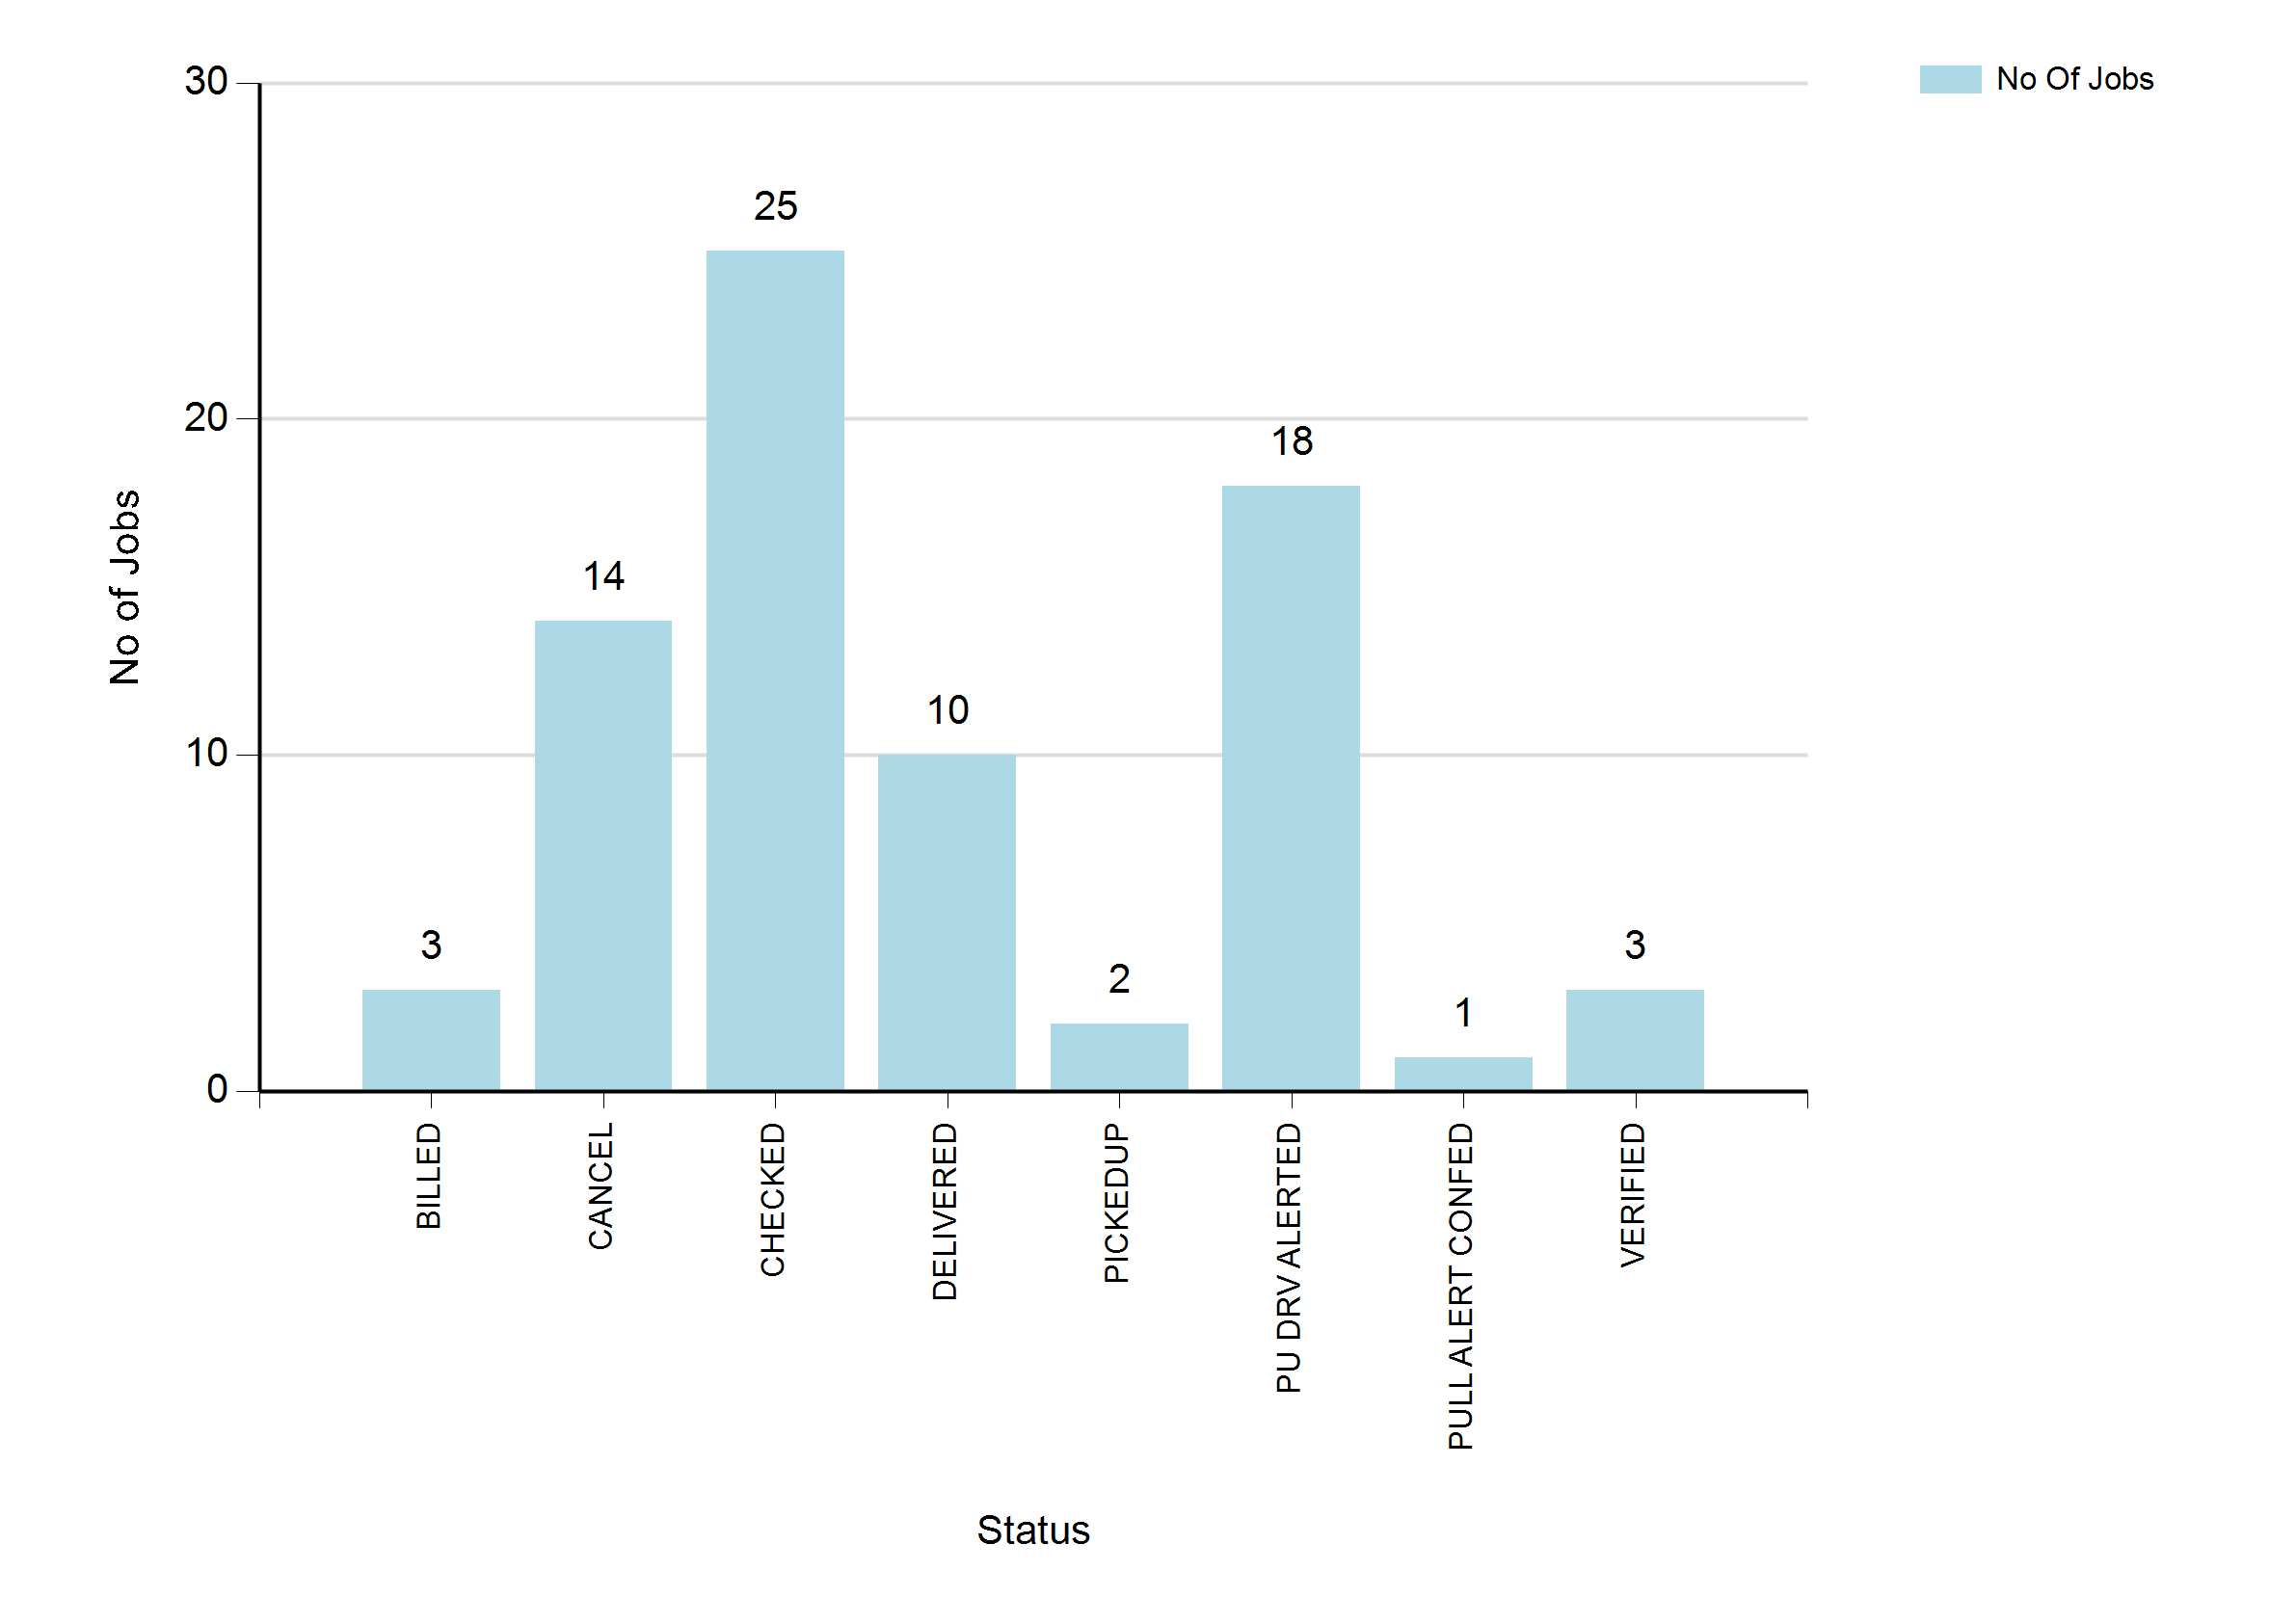 No Of Jobs
30
20
10
0
No of Jobs
3
14
25
10
2
18
1
3
BILLED
CANCEL
CHECKED
DELIVERED
PICKEDUP
PU DRV ALERTED
PULL ALERT CONFED
VERIFIED
Status